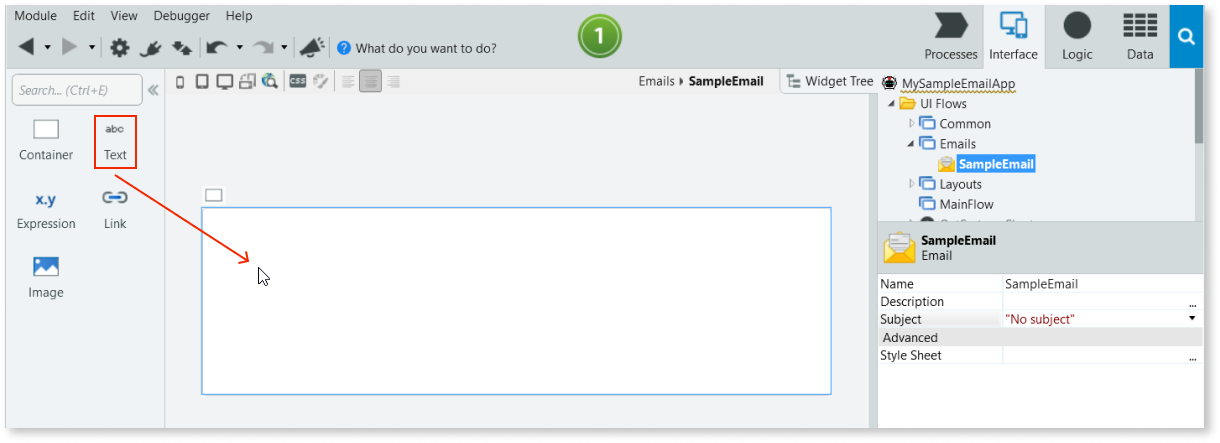 Module Edit View Debugger Help
1
What do you want to do?
Processes Interface Logic Data
Search... (Ctrl+E)
CSS
Emails SampleEmail
Widget Tree
abc
Container Text
x.y
Expression Link
Image
MySampleEmailApp
UI Flows
Common
Emails
SampleEmail
Layouts
MainFlow
SampleEmail
Email
Name SampleEmail
Description ...
Subject "No subject"
Advanced
Style Sheet ...